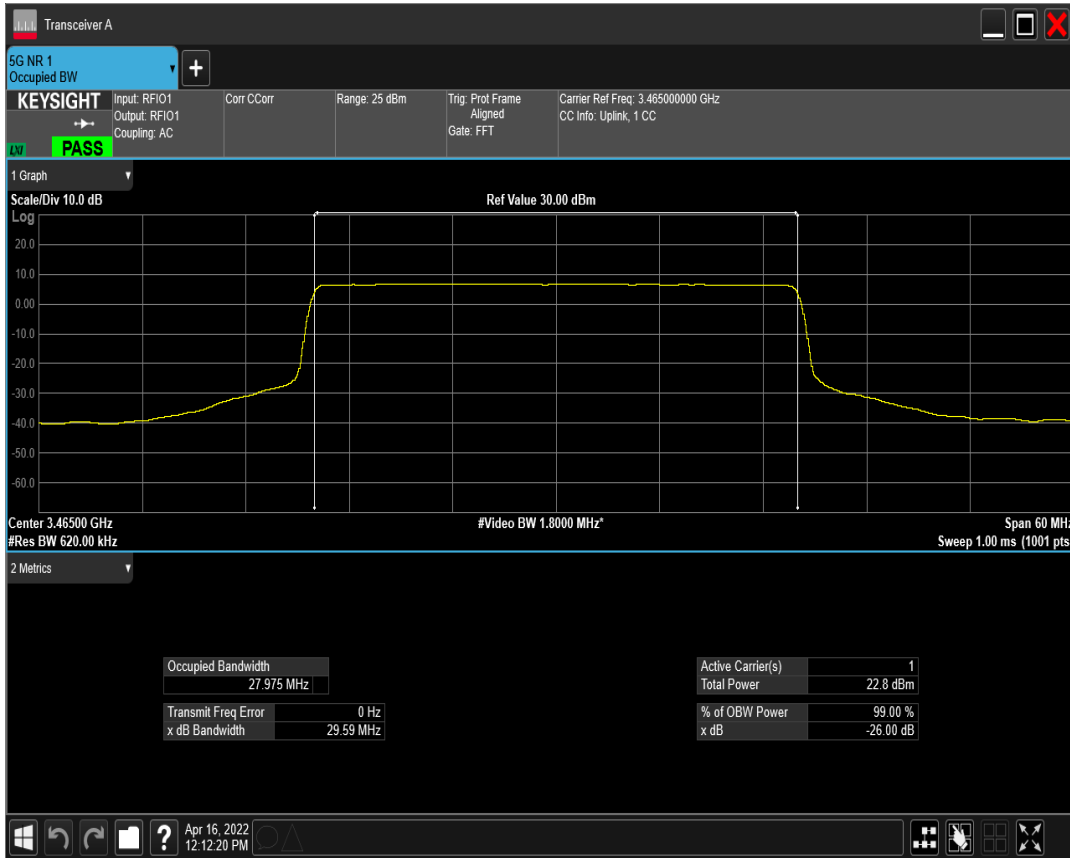 Transceiver A
5G NR 1
Occupied BW
KEYSIGHT
LXI
PASS
Input: RFIO1
Output: RFIO1
Coupling: AC
Corr CCorr
Range: 25 dBm
Trig: Prot Frame
Aligned
Gate: FFT
Carrier Ref Freq: 3.465000000 GHz
CC Info: Uplink, 1 CC
1 Graph
Scale/Div 10.0 dB
Ref Value 30.00 dBm
Log
20.0
10.0
0.00
-10.0
-20.0
-30.0
-40.0
-50.0
-60.0
Center 3.46500 GHz
#Video BW 1.8000 MHz*
Span 60 MHz
#Res BW 620.00 kHz
Sweep 1.00 ms (1001 pts
2 Metrics
Occupied Bandwidth
27.975 MHz
Transmit Freq Error 0 Hz
x dB Bandwidth 29.59 MHz
Active Carrier(s) 1
Total Power 22.8 dBm
% of OBW Power 99.00 %
x dB -26.00 dB
?
Apr 16, 2022
12:12:20 PM